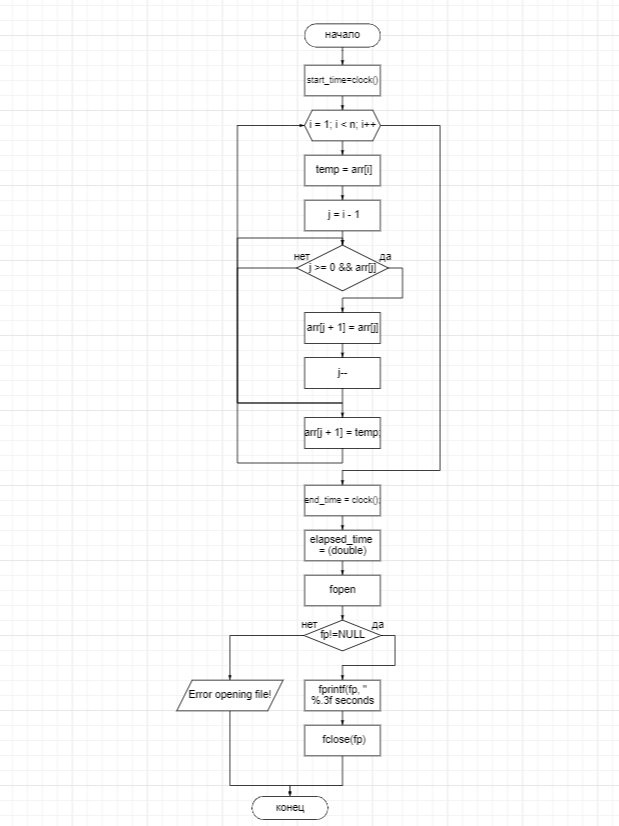 начало
start_time=clock()
i = 1; i < n; i++
temp = arr[i]
j = i - 1
нет
да
j >= 0 && arr[j]
arr[j + 1] = arr[j]
j--
arr[j + 1] = temp;
end_time = clock();
elapsed_time
= (double)
fopen
нет
да
fp!=NULL
Error opening file!
fprintf(fp, "
%.3f seconds
fclose(fp)
конец